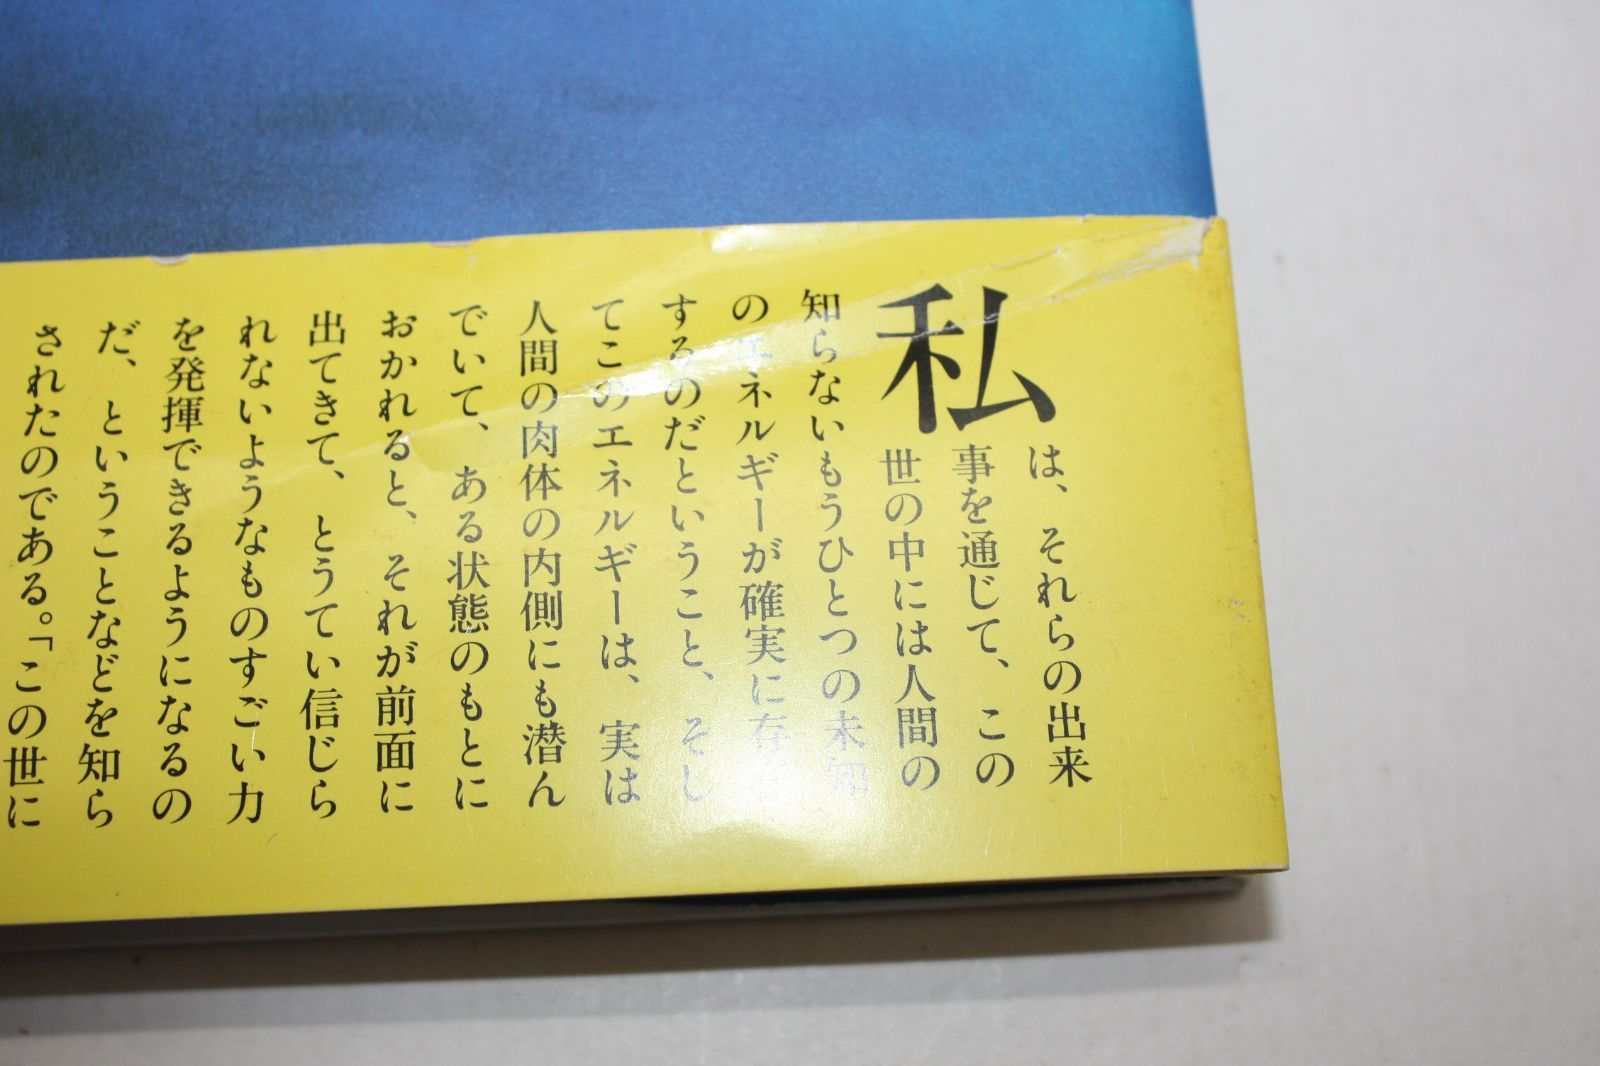 私は、それらの出来
事を通じて、この
世の中には人間の
知らないもうひとつの未知
のエネルギーが確実に存在
するのだということ、そし
てこのエネルギーは、実は
人間の肉体の内側にも潜ん
でいて、ある状態のもとに
おかれると、それが前面に
出てきて、とうてい信じら
れないようなものすごい力
を発揮できるようになるの
だ、ということなどを知ら
されたのである。「この世に